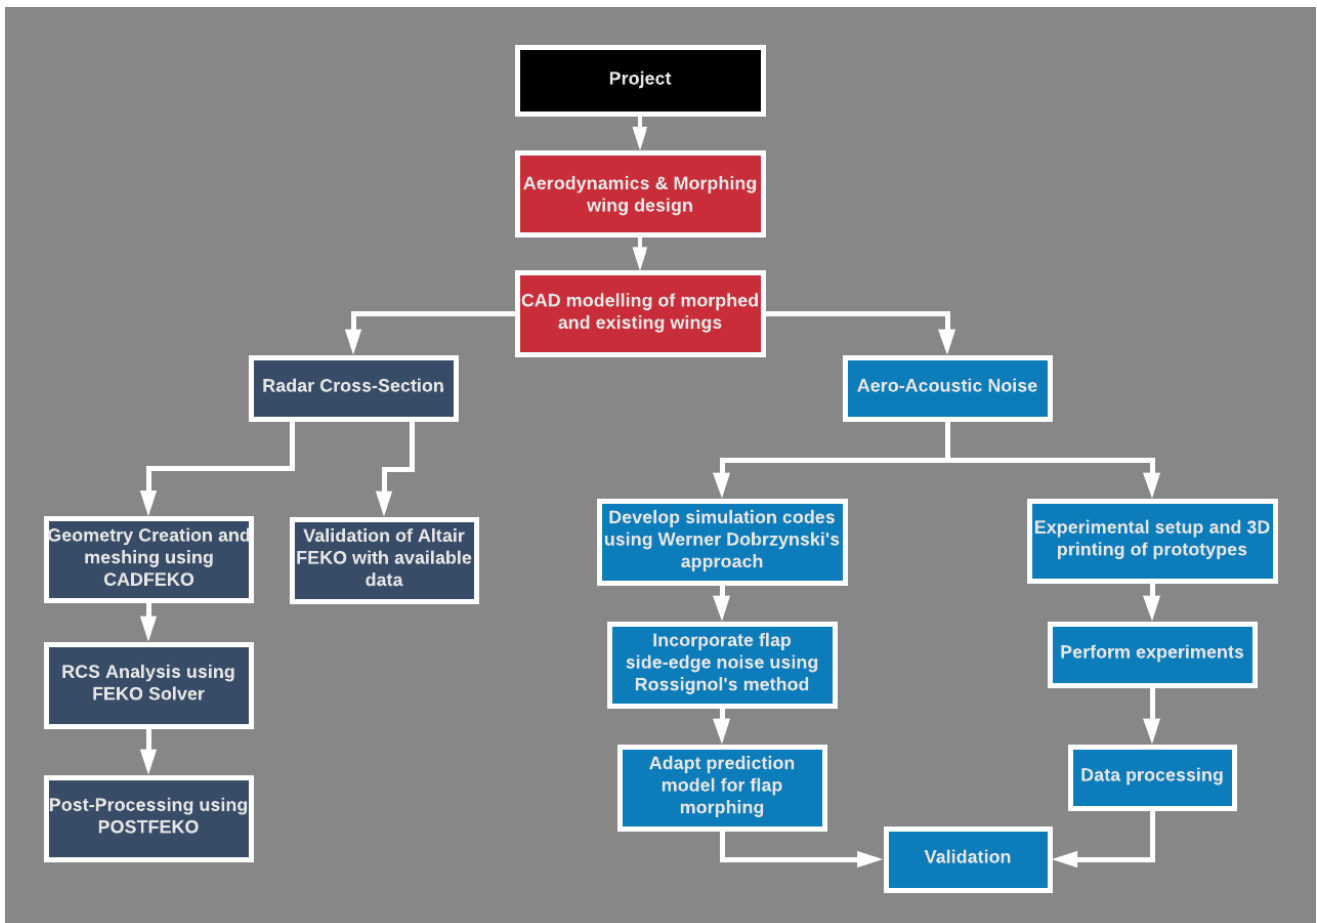 Project
Aerodynamics & Morphing
wing design
CAD modelling of morphed
and existing wings
Radar Cross-Section
Aero-Acoustic Noise
Geometry Creation and
meshing using
CADFEKO
Validation of Altair
FEKO with available
data
Develop simulation codes
using Werner Dobrzynski's
approach
Experimental setup and 3D
printing of prototypes
RCS Analysis using
FEKO Solver
Incorporate flap
side-edge noise using
Rossignol's method
Perform experiments
Post-Processing using
POSTFEKO
Adapt prediction
model for flap
morphing
Data processing
Validation